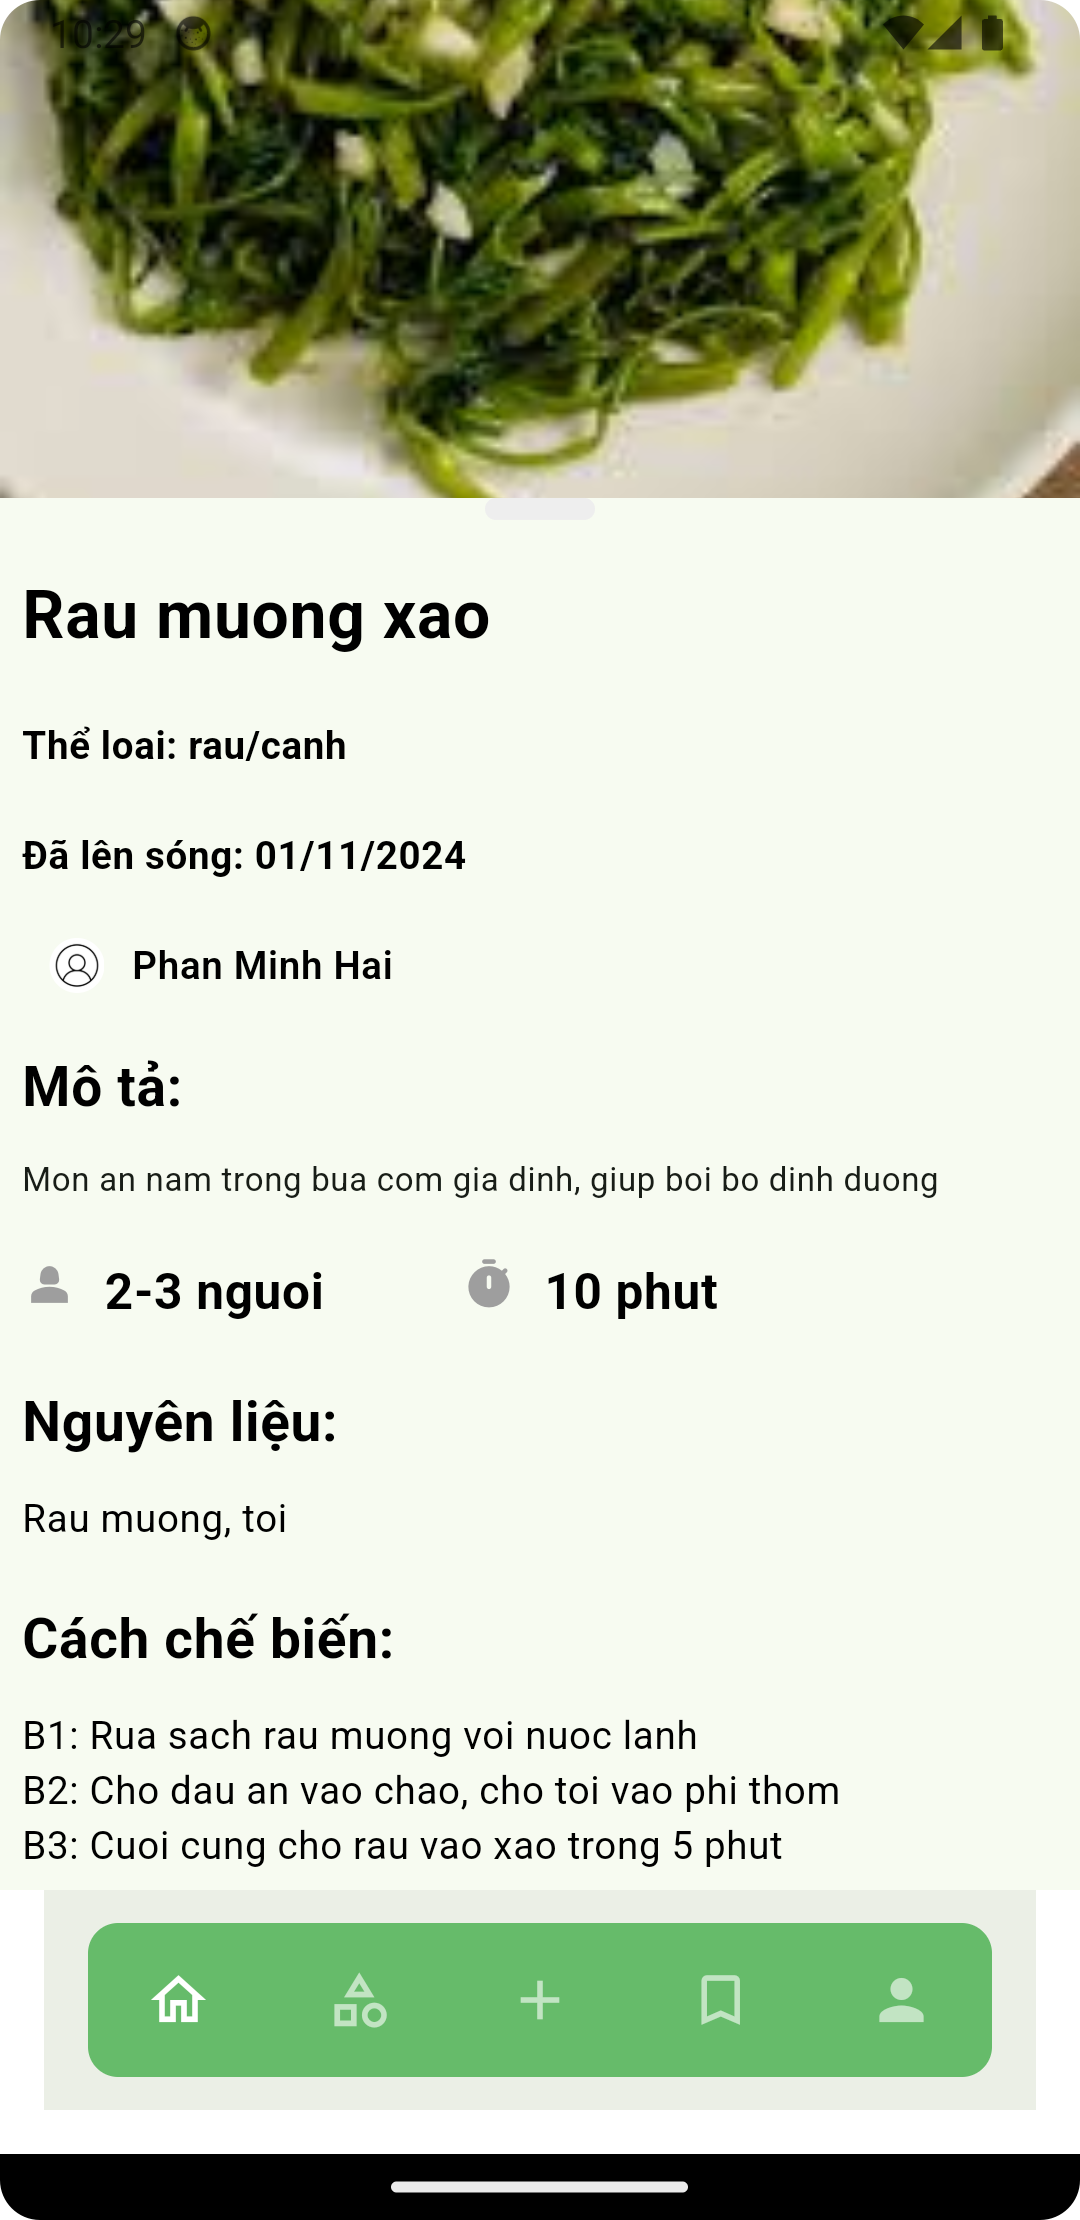 10:29
Rau muong xao
Thể loai: rau/canh
Đã lên sóng: 01/11/2024
Phan Minh Hai
Mô tả:
Mon an nam trong bua com gia dinh, giup boi bo dinh duong
2-3 nguoi 10 phut
Nguyên liệu:
Rau muong, toi
Cách chế biến:
B1: Rua sach rau muong voi nuoc lanh
B2: Cho dau an vao chao, cho toi vao phi thom
B3: Cuoi cung cho rau vao xao trong 5 phut